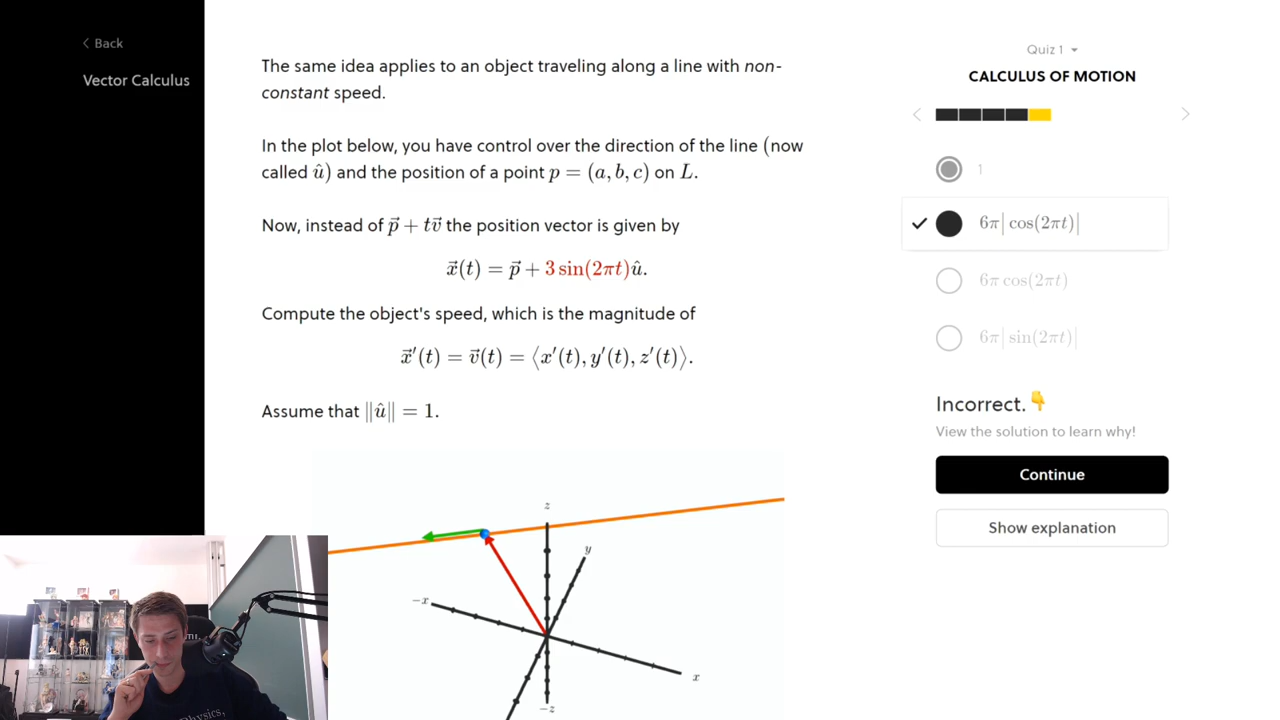 Back
Vector Calculus
The same idea applies to an object traveling along a line with non-
constant speed.
In the plot below, you have control over the direction of the line (now
called û) and the position of a point p = (a, b, c) on L.
Now, instead of p⃗ + tv⃗ the position vector is given by
x⃗(t) = p⃗ + 3 sin(2πt)û.
Compute the object's speed, which is the magnitude of
x⃗′(t) = v⃗(t) = ⟨x′(t), y′(t), z′(t)⟩.
Assume that ‖û‖ = 1.
z
y
−x
x
−z
Quiz 1
CALCULUS OF MOTION
1
6π| cos(2πt)|
6π cos(2πt)
6π| sin(2πt)|
Incorrect.👇
View the solution to learn why!
Continue
Show explanation